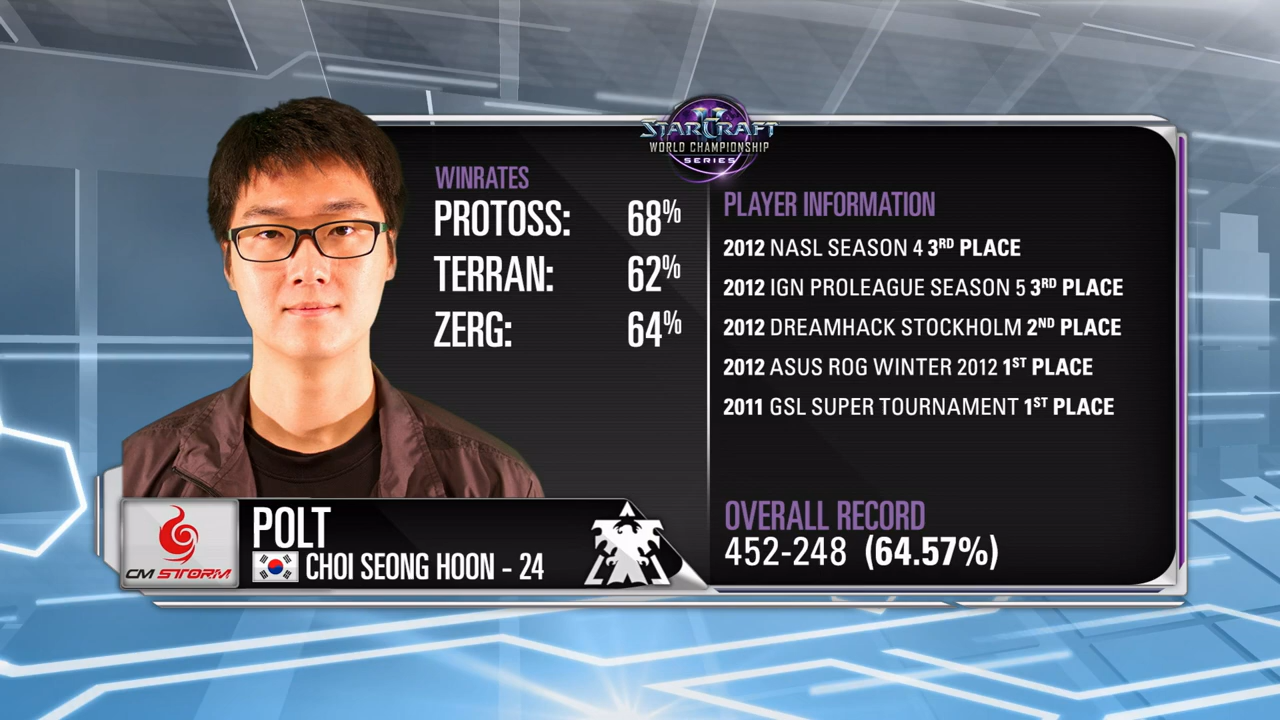 STARCRAFT
II
WORLD CHAMPIONSHIP
SERIES
WINRATES
PROTOSS: 68%
TERRAN: 62%
ZERG: 64%
PLAYER INFORMATION
2012 NASL SEASON 4 3RD PLACE
2012 IGN PROLEAGUE SEASON 5 3RD PLACE
2012 DREAMHACK STOCKHOLM 2ND PLACE
2012 ASUS ROG WINTER 2012 1ST PLACE
2011 GSL SUPER TOURNAMENT 1ST PLACE
OVERALL RECORD
452-248 (64.57%)
CM STORM
POLT
CHOI SEONG HOON - 24